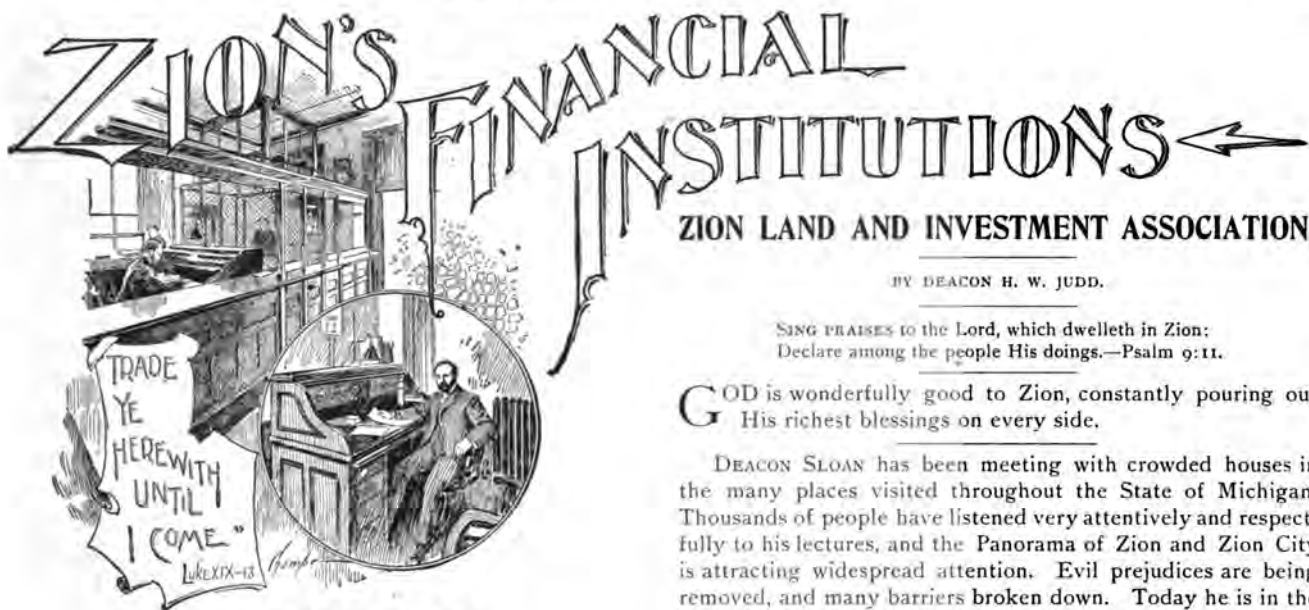 ZION'S
FINANCIAL
INSTITUTIONS
TRADE
YE
HEREWITH
UNTIL
I COME"
LUKE XIX-13
ZION LAND AND INVESTMENT ASSOCIATION
BY DEACON H. W. JUDD.
SING PRAISES to the Lord, which dwelleth in Zion:
Declare among the people His doings.—Psalm 9:11.
GOD is wonderfully good to Zion, constantly pouring ou
His richest blessings on every side.
DEACON SLOAN has been meeting with crowded houses i
the many places visited throughout the State of Michigan
Thousands of people have listened very attentively and respect
fully to his lectures, and the Panorama of Zion and Zion City
is attracting widespread attention. Evil prejudices are being
removed, and many barriers broken down. Today he is in the